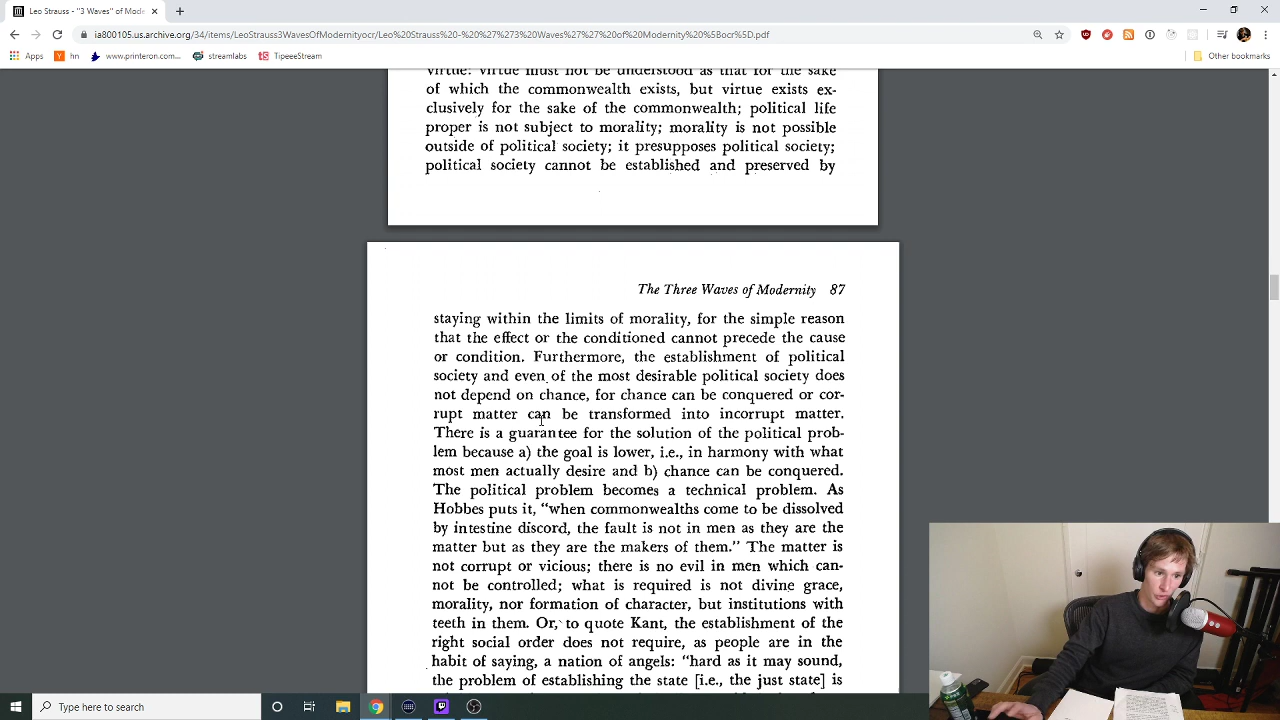 Leo Strauss - "3 Waves" of Mode
ia800105.us.archive.org/34/items/LeoStrauss3WavesOfModernityocr/Leo%20Strauss%20-%20%27%273%20Waves%27%27%20of%20Modernity%20%5Bocr%5D.pdf
Apps hn www.printeron.com... streamlabs TipeeeStream Other bookmarks
virtue: virtue must not be understood as that for the sake
of which the commonwealth exists, but virtue exists ex-
clusively for the sake of the commonwealth; political life
proper is not subject to morality; morality is not possible
outside of political society; it presupposes political society;
political society cannot be established and preserved by
The Three Waves of Modernity 87
staying within the limits of morality, for the simple reason
that the effect or the conditioned cannot precede the cause
or condition. Furthermore, the establishment of political
society and even of the most desirable political society does
not depend on chance, for chance can be conquered or cor-
rupt matter can be transformed into incorrupt matter.
There is a guarantee for the solution of the political prob-
lem because a) the goal is lower, i.e., in harmony with what
most men actually desire and b) chance can be conquered.
The political problem becomes a technical problem. As
Hobbes puts it, “when commonwealths come to be dissolved
by intestine discord, the fault is not in men as they are the
matter but as they are the makers of them.” The matter is
not corrupt or vicious; there is no evil in men which can-
not be controlled; what is required is not divine grace,
morality, nor formation of character, but institutions with
teeth in them. Or, to quote Kant, the establishment of the
right social order does not require, as people are in the
habit of saying, a nation of angels: “hard as it may sound,
the problem of establishing the state [i.e., the just state] is
Type here to search